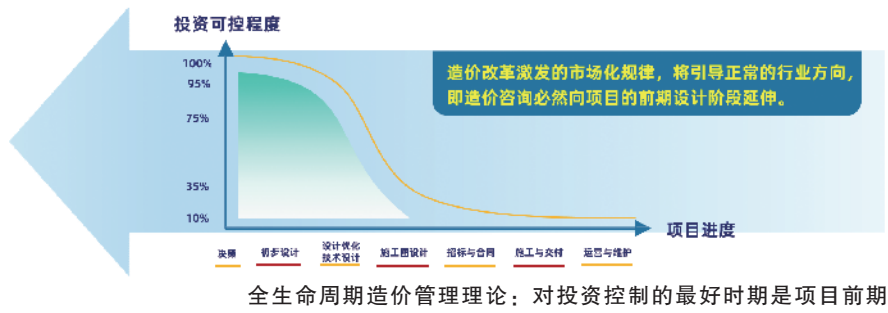 投资可控程度
100%
95%
75%
35%
10%
造价改革激发的市场化规律，将引导正常的行业方向，
即造价咨询必然向项目的前期设计阶段延伸。
项目进度
决策
初步设计
设计优化
技术设计
施工图设计
招标与合同
施工与交付
运营与维护
全生命周期造价管理理论：对投资控制的最好时期是项目前期